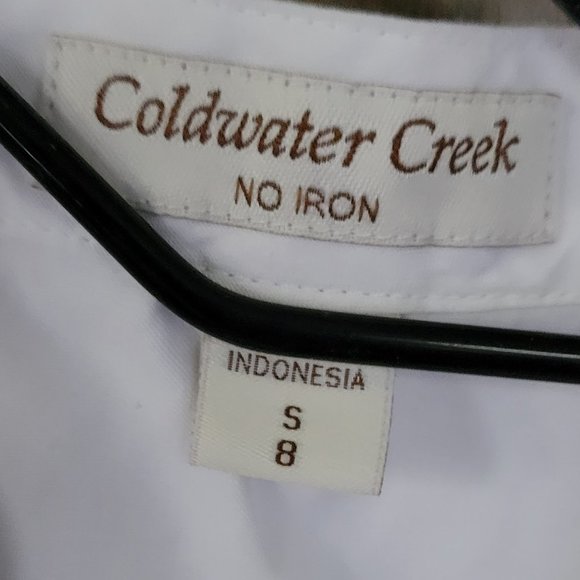 Coldwater Creek
NO IRON
INDONESIA
S
8